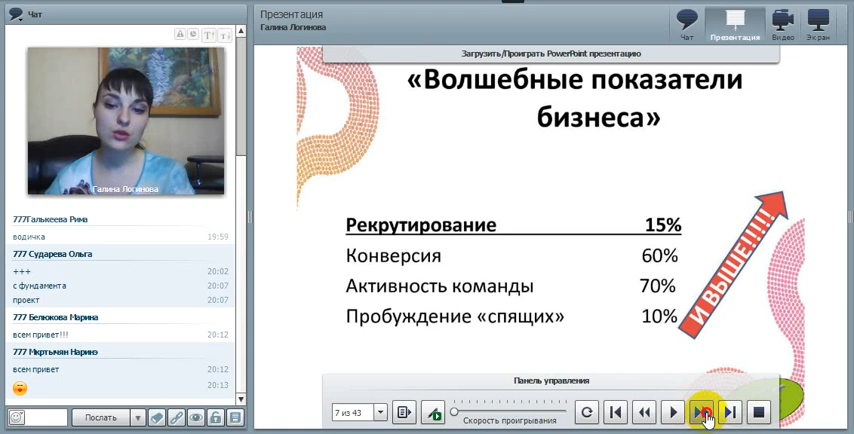 Чат
Галина Логинова
777Галькеева Рима
водичка 19:59
777 Сударева Ольга
+++ 20:02
с фундамента 20:07
проект 20:07
777 Белюкова Марина
всем привет!!! 20:12
777 Мкртычян Наринэ
всем привет 20:12
20:13
Послать
Презентация
Галина Логинова
Чат
Презентация
Видео
Экран
Загрузить/Проиграть PowerPoint презентацию
«Волшебные показатели
бизнеса»
Рекрутирование 15%
Конверсия 60%
Активность команды 70%
Пробуждение «спящих» 10%
И ВЫШЕ!!!!!
Панель управления
7 из 43
Скорость проигрывания